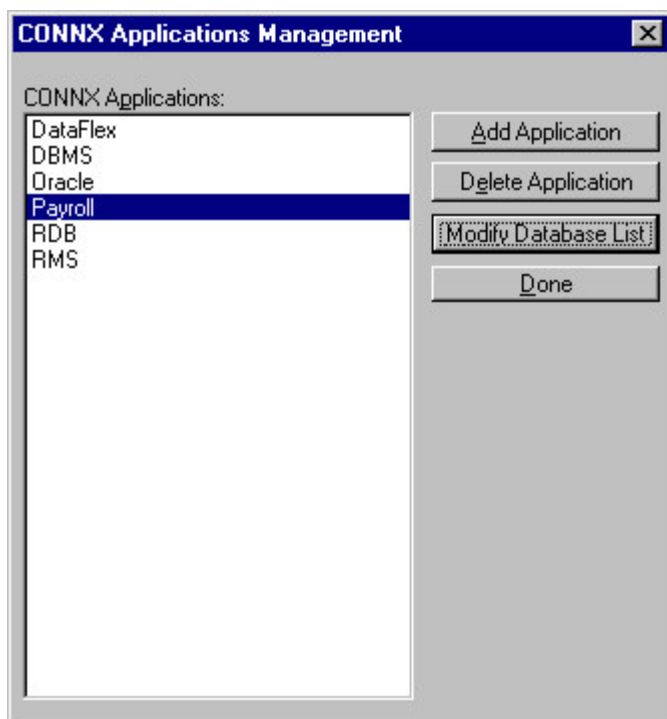 CONNX Applications Management
CONNX Applications:
DataFlex
DBMS
Oracle
Payroll
RDB
RMS
Add Application
Delete Application
Modify Database List
Done